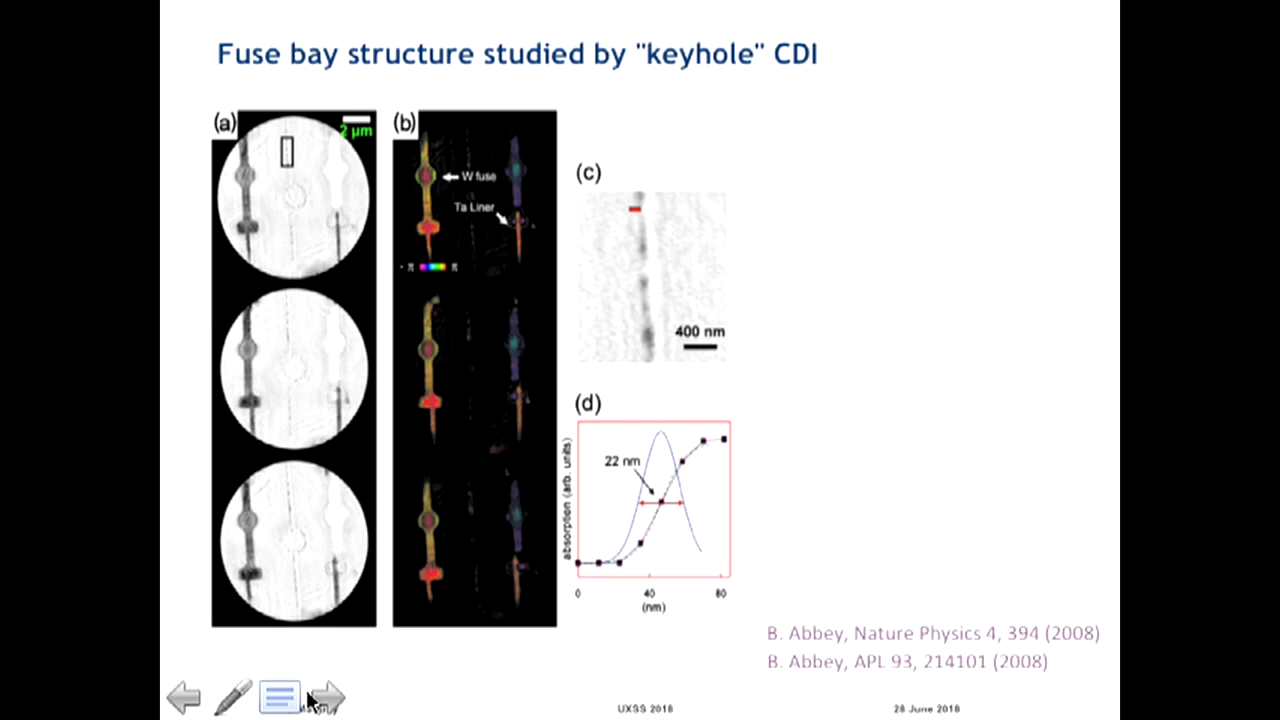 Fuse bay structure studied by "keyhole" CDI
(a)
2 µm
(b)
W fuse
Ta Liner
(c)
400 nm
(d)
absorption (arb. units)
22 nm
0 40 80
(nm)
B. Abbey, Nature Physics 4, 394 (2008)
B. Abbey, APL 93, 214101 (2008)
UXSS 2018
28 June 2018